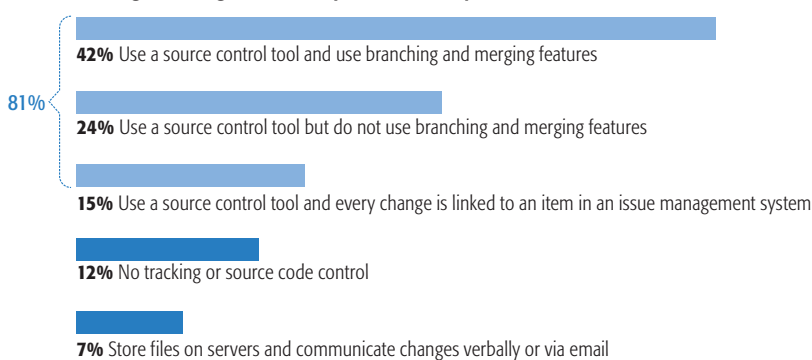 42% Use a source control tool and use branching and merging features
81%
24% Use a source control tool but do not use branching and merging features
15% Use a source control tool and every change is linked to an item in an issue management system
12% No tracking or source code control
7% Store files on servers and communicate changes verbally or via email